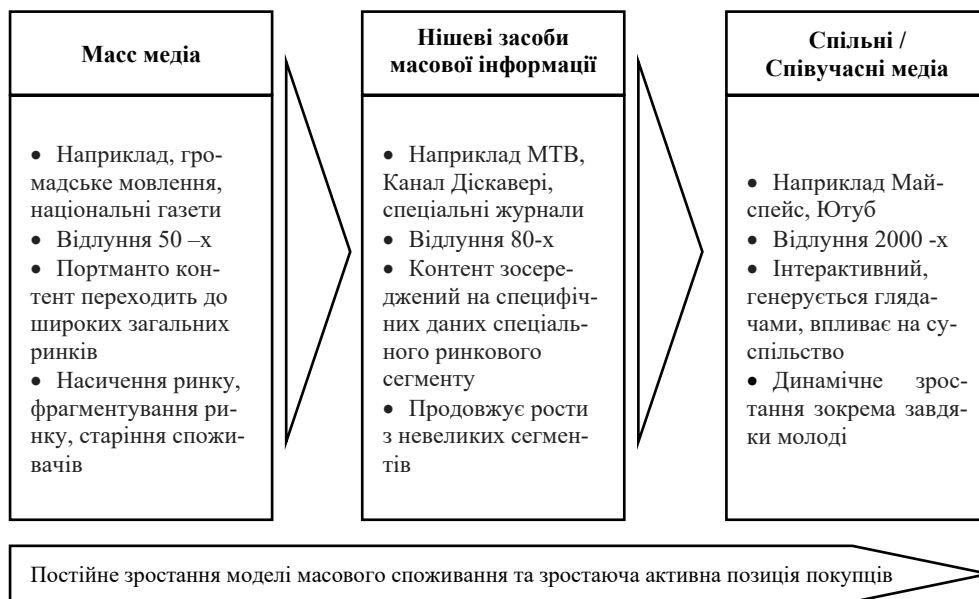 Масс медіа
• Наприклад, гро-
мадське мовлення,
національні газети
• Відлуння 50 –х
• Портманто кон-
тент переходить до
широких загальних
ринків
• Насичення ринку,
фрагментування ри-
нку, старіння спожи-
вачів
Нішеві засоби
масової інформації
• Наприклад МТВ,
Канал Діскавері,
спеціальні журнали
• Відлуння 80-х
• Контент зосере-
джений на специфіч-
них даних спеціаль-
ного ринкового
сегменту
• Продовжує рости
з невеликих сегмен-
тів
Спільні /
Співучасні медіа
• Наприклад Май-
спейс, Ютуб
• Відлуння 2000 -х
• Інтерактивний,
генерується гляда-
чами, впливає на су-
спільство
• Динамічне зрос-
тання зокрема завдя-
ки молоді
Постійне зростання моделі масового споживання та зростаюча активна позиція покупців